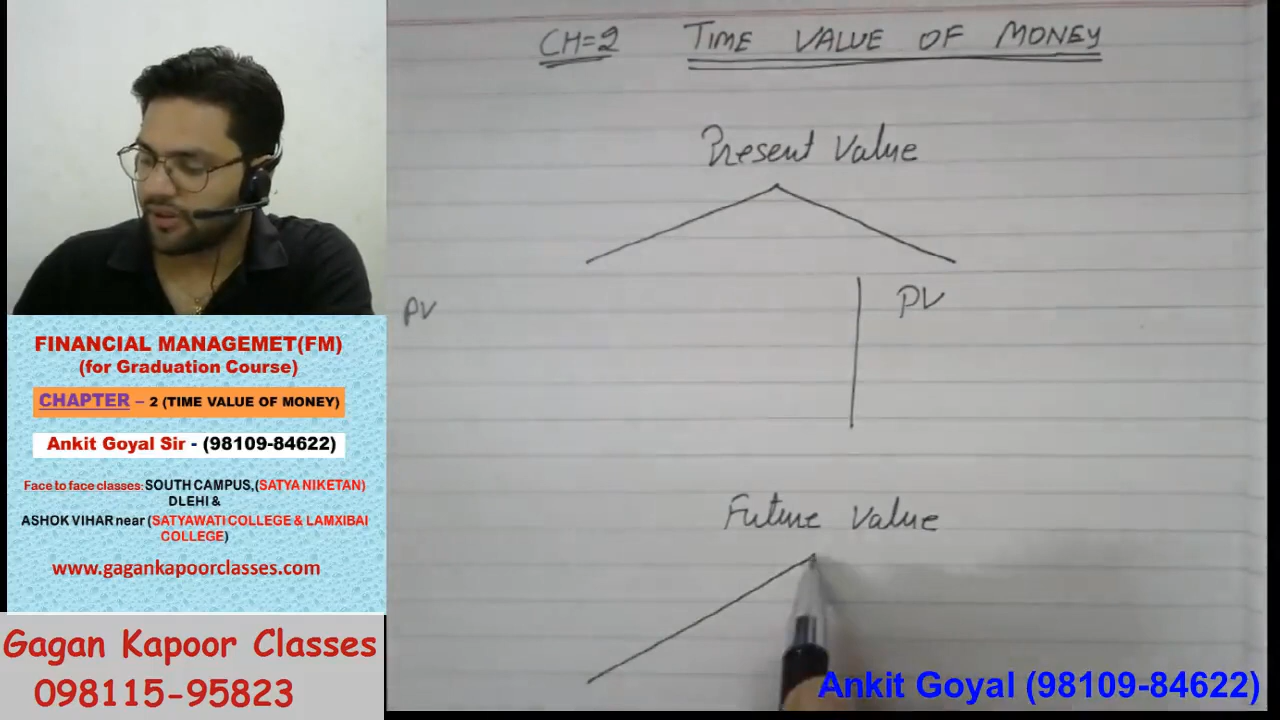 CH=2 TIME VALUE OF MONEY
Present Value
PV
PV
Future Value
FINANCIAL MANAGEMET(FM)
(for Graduation Course)
CHAPTER – 2 (TIME VALUE OF MONEY)
Ankit Goyal Sir - (98109-84622)
Face to face classes: SOUTH CAMPUS,(SATYA NIKETAN)
DLEHI &
ASHOK VIHAR near (SATYAWATI COLLEGE & LAMXIBAI
COLLEGE)
www.gagankapoorclasses.com
Gagan Kapoor Classes
098115-95823
Ankit Goyal (98109-84622)